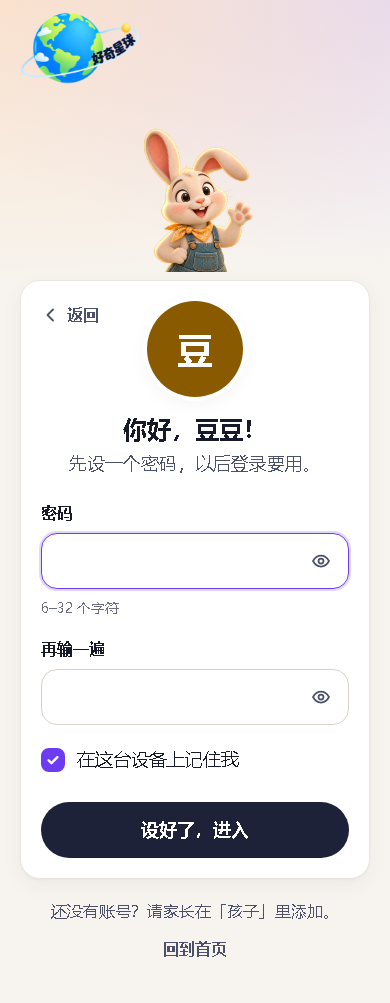 好奇星球
返回
豆
你好，豆豆！
先设一个密码，以后登录要用。
密码
6–32 个字符
再输一遍
在这台设备上记住我
设好了，进入
还没有账号？请家长在「孩子」里添加。
回到首页